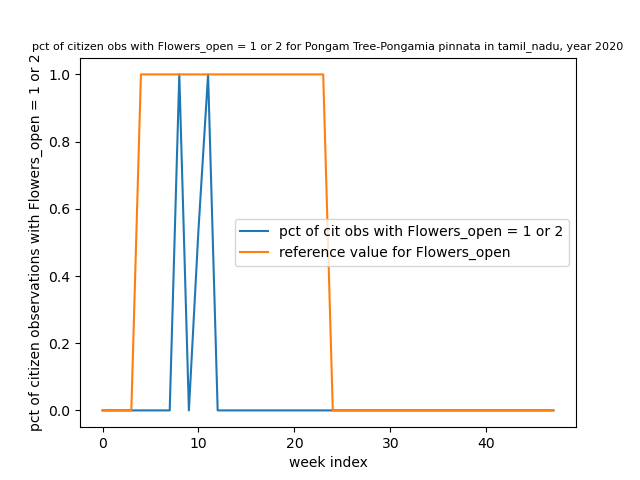 pct of citizen obs with Flowers_open = 1 or 2 for Pongam Tree-Pongamia pinnata in tamil_nadu, year 2020
pct of citizen observations with Flowers_open = 1 or 2
1.0
0.8
0.6
0.4
0.2
0.0
pct of cit obs with Flowers_open = 1 or 2
reference value for Flowers_open
0 10 20 30 40
week index